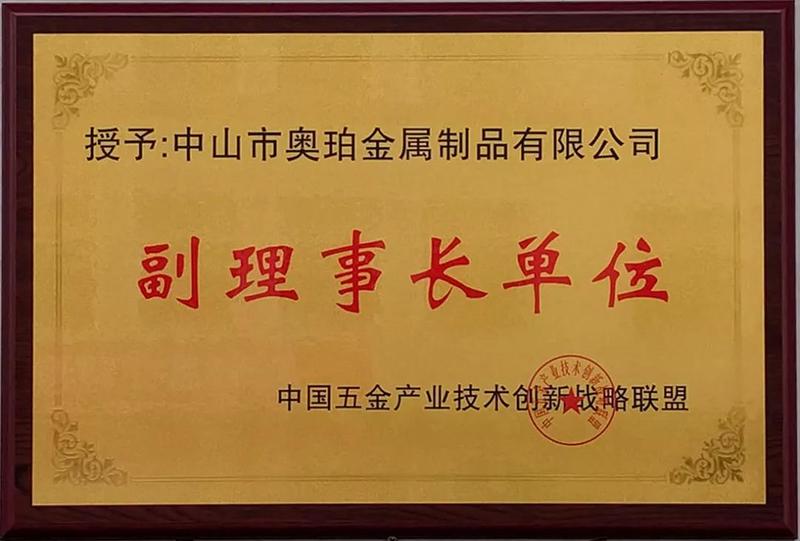 授予:中山市奥珀金属制品有限公司
副理事长单位
中国五金产业技术创新战略联盟